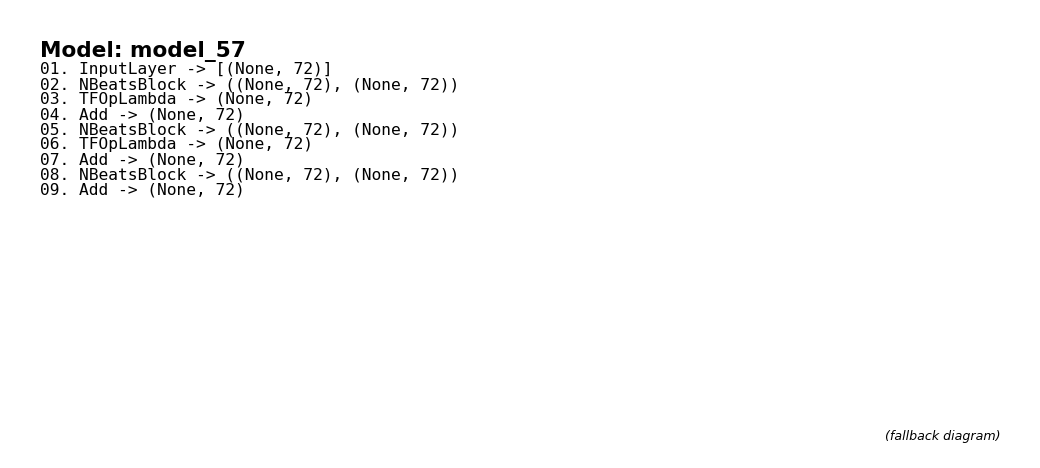 Model: model_57
01. InputLayer -> [(None, 72)]
02. NBeatsBlock -> ((None, 72), (None, 72))
03. TFOpLambda -> (None, 72)
04. Add -> (None, 72)
05. NBeatsBlock -> ((None, 72), (None, 72))
06. TFOpLambda -> (None, 72)
07. Add -> (None, 72)
08. NBeatsBlock -> ((None, 72), (None, 72))
09. Add -> (None, 72)
(fallback diagram)